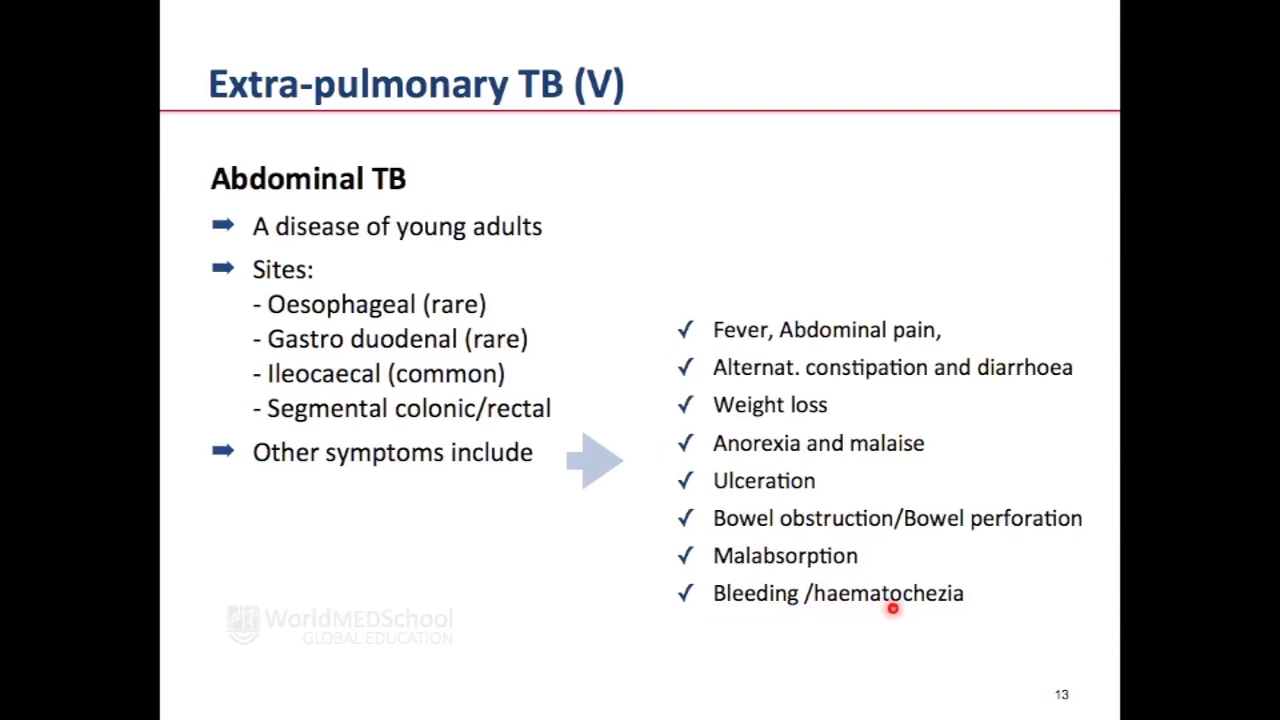 Extra-pulmonary TB (V)
Abdominal TB
A disease of young adults
Sites:
- Oesophageal (rare)
- Gastro duodenal (rare)
- Ileocaecal (common)
- Segmental colonic/rectal
Other symptoms include
Fever, Abdominal pain,
Alternat. constipation and diarrhoea
Weight loss
Anorexia and malaise
Ulceration
Bowel obstruction/Bowel perforation
Malabsorption
Bleeding /haematochezia
WorldMEDSchool
GLOBAL EDUCATION
13